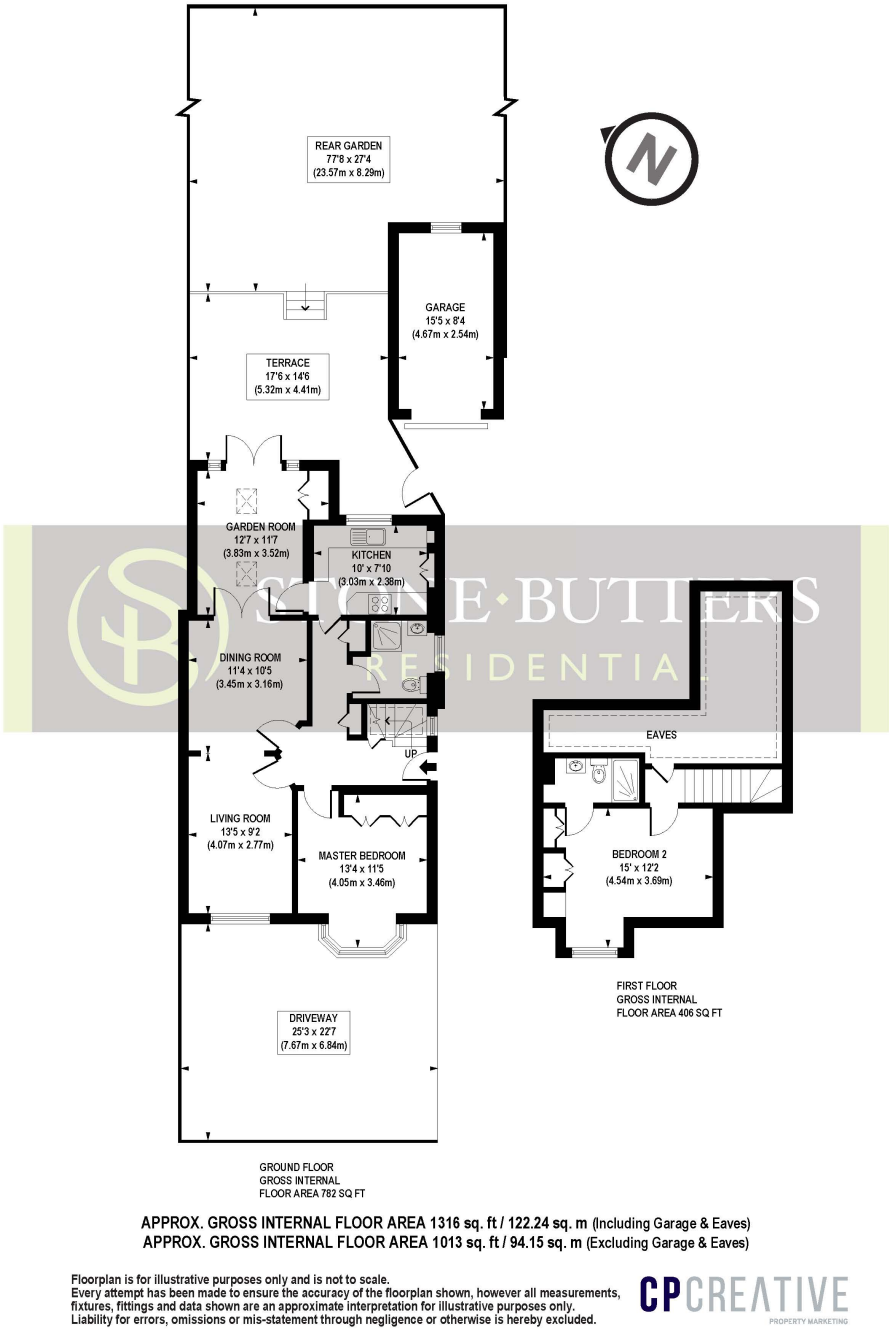 REAR GARDEN
77'8 x 27'4
(23.57m x 8.29m)
N
GARAGE
15'5 x 8'4
(4.67m x 2.54m)
TERRACE
17'6 x 14'6
(5.32m x 4.41m)
GARDEN ROOM
12'7 x 11'7
(3.83m x 3.52m)
KITCHEN
10' x 7'10
(3.03m x 2.38m)
SB
STONE·BUTTERS
RESIDENTIAL
DINING ROOM
11'4 x 10'5
(3.45m x 3.16m)
UP
EAVES
LIVING ROOM
13'5 x 9'2
(4.07m x 2.77m)
MASTER BEDROOM
13'4 x 11'5
(4.05m x 3.46m)
BEDROOM 2
15' x 12'2
(4.54m x 3.69m)
FIRST FLOOR
GROSS INTERNAL
FLOOR AREA 406 SQ FT
DRIVEWAY
25'3 x 22'7
(7.67m x 6.84m)
GROUND FLOOR
GROSS INTERNAL
FLOOR AREA 782 SQ FT
APPROX. GROSS INTERNAL FLOOR AREA 1316 sq. ft / 122.24 sq. m (Including Garage & Eaves)
APPROX. GROSS INTERNAL FLOOR AREA 1013 sq. ft / 94.15 sq. m (Excluding Garage & Eaves)
Floorplan is for illustrative purposes only and is not to scale.
Every attempt has been made to ensure the accuracy of the floorplan shown, however all measurements,
fixtures, fittings and data shown are an approximate interpretation for illustrative purposes only.
Liability for errors, omissions or mis-statement through negligence or otherwise is hereby excluded.
CPCREATIVE
PROPERTY MARKETING